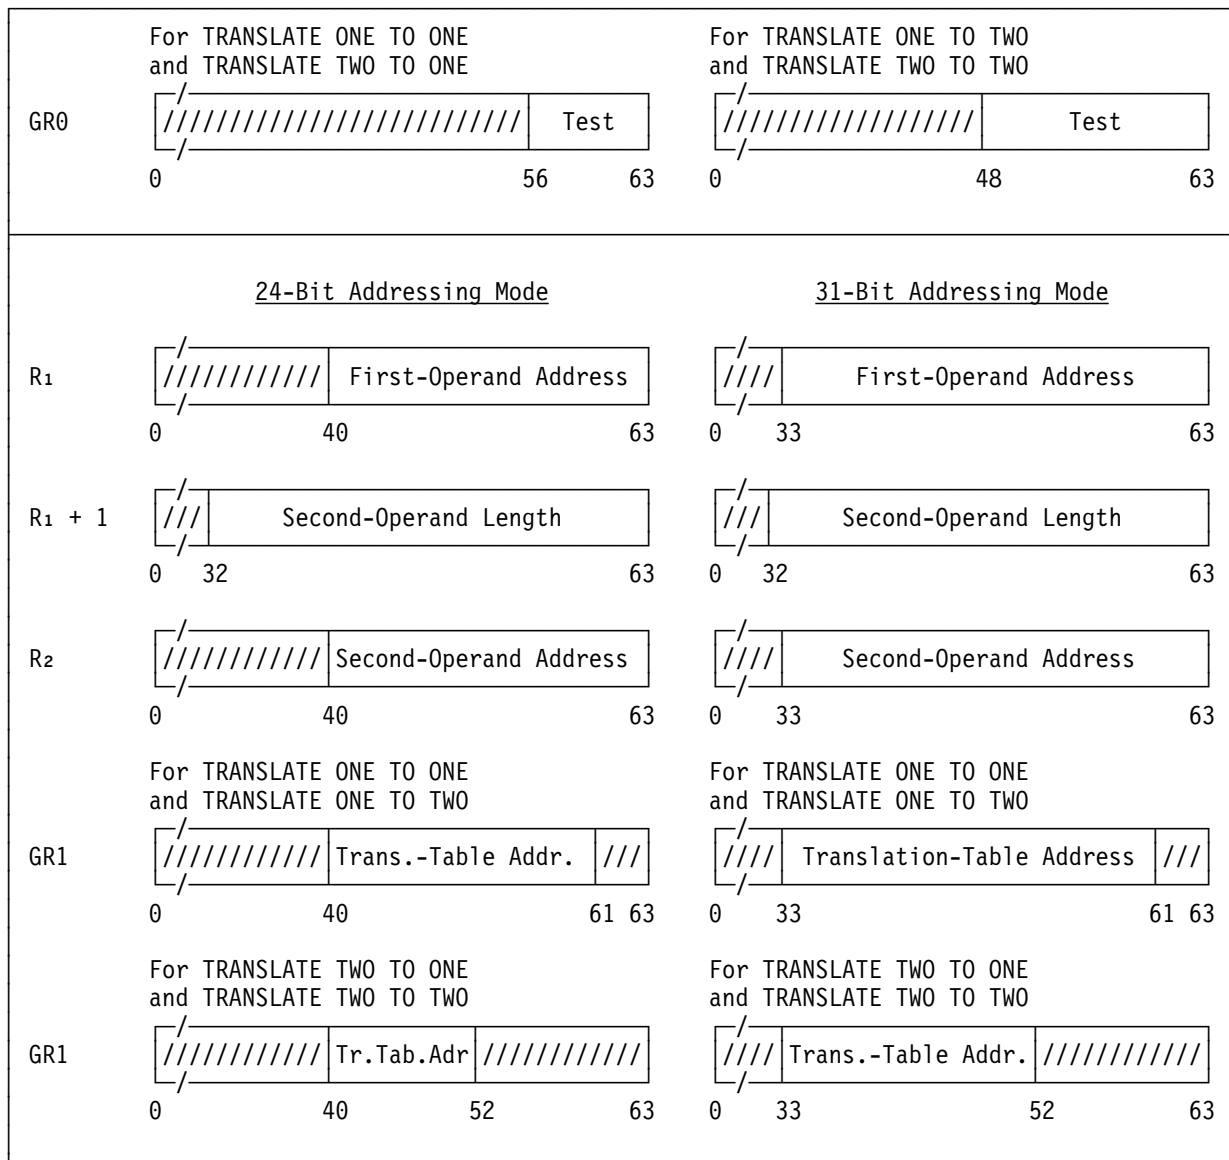 For TRANSLATE ONE TO ONE For TRANSLATE ONE TO TWO
and TRANSLATE TWO TO ONE and TRANSLATE TWO TO TWO
GR0 Test Test
0 56 63 0 48 63
24-Bit Addressing Mode 31-Bit Addressing Mode
R₁ First-Operand Address First-Operand Address
0 40 63 0 33 63
R₁ + 1 Second-Operand Length Second-Operand Length
0 32 63 0 32 63
R₂ Second-Operand Address Second-Operand Address
0 40 63 0 33 63
For TRANSLATE ONE TO ONE For TRANSLATE ONE TO ONE
and TRANSLATE ONE TO TWO and TRANSLATE ONE TO TWO
GR1 Trans.-Table Addr. Translation-Table Address
0 40 61 63 0 33 61 63
For TRANSLATE TWO TO ONE For TRANSLATE TWO TO ONE
and TRANSLATE TWO TO TWO and TRANSLATE TWO TO TWO
GR1 Tr.Tab.Adr Trans.-Table Addr.
0 40 52 63 0 33 52 63